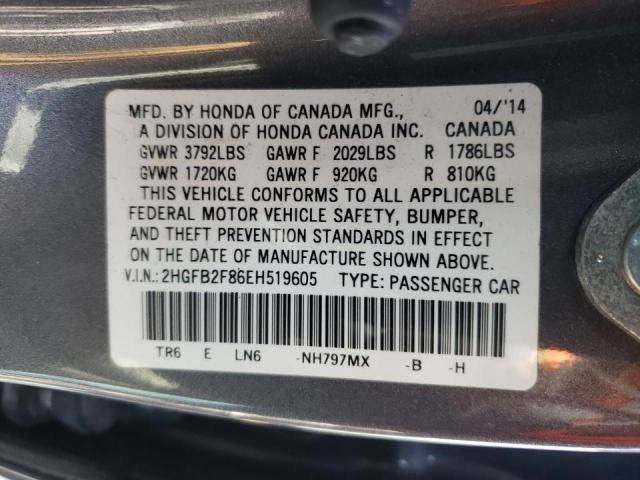 MFD. BY HONDA OF CANADA MFG., 04/'14
A DIVISION OF HONDA CANADA INC. CANADA
GVWR 3792LBS GAWR F 2029LBS R 1786LBS
GVWR 1720KG GAWR F 920KG R 810KG
THIS VEHICLE CONFORMS TO ALL APPLICABLE
FEDERAL MOTOR VEHICLE SAFETY, BUMPER,
AND THEFT PREVENTION STANDARDS IN EFFECT
ON THE DATE OF MANUFACTURE SHOWN ABOVE.
V.I.N.: 2HGFB2F86EH519605 TYPE: PASSENGER CAR
TR6 E LN6 -NH797MX -B -H